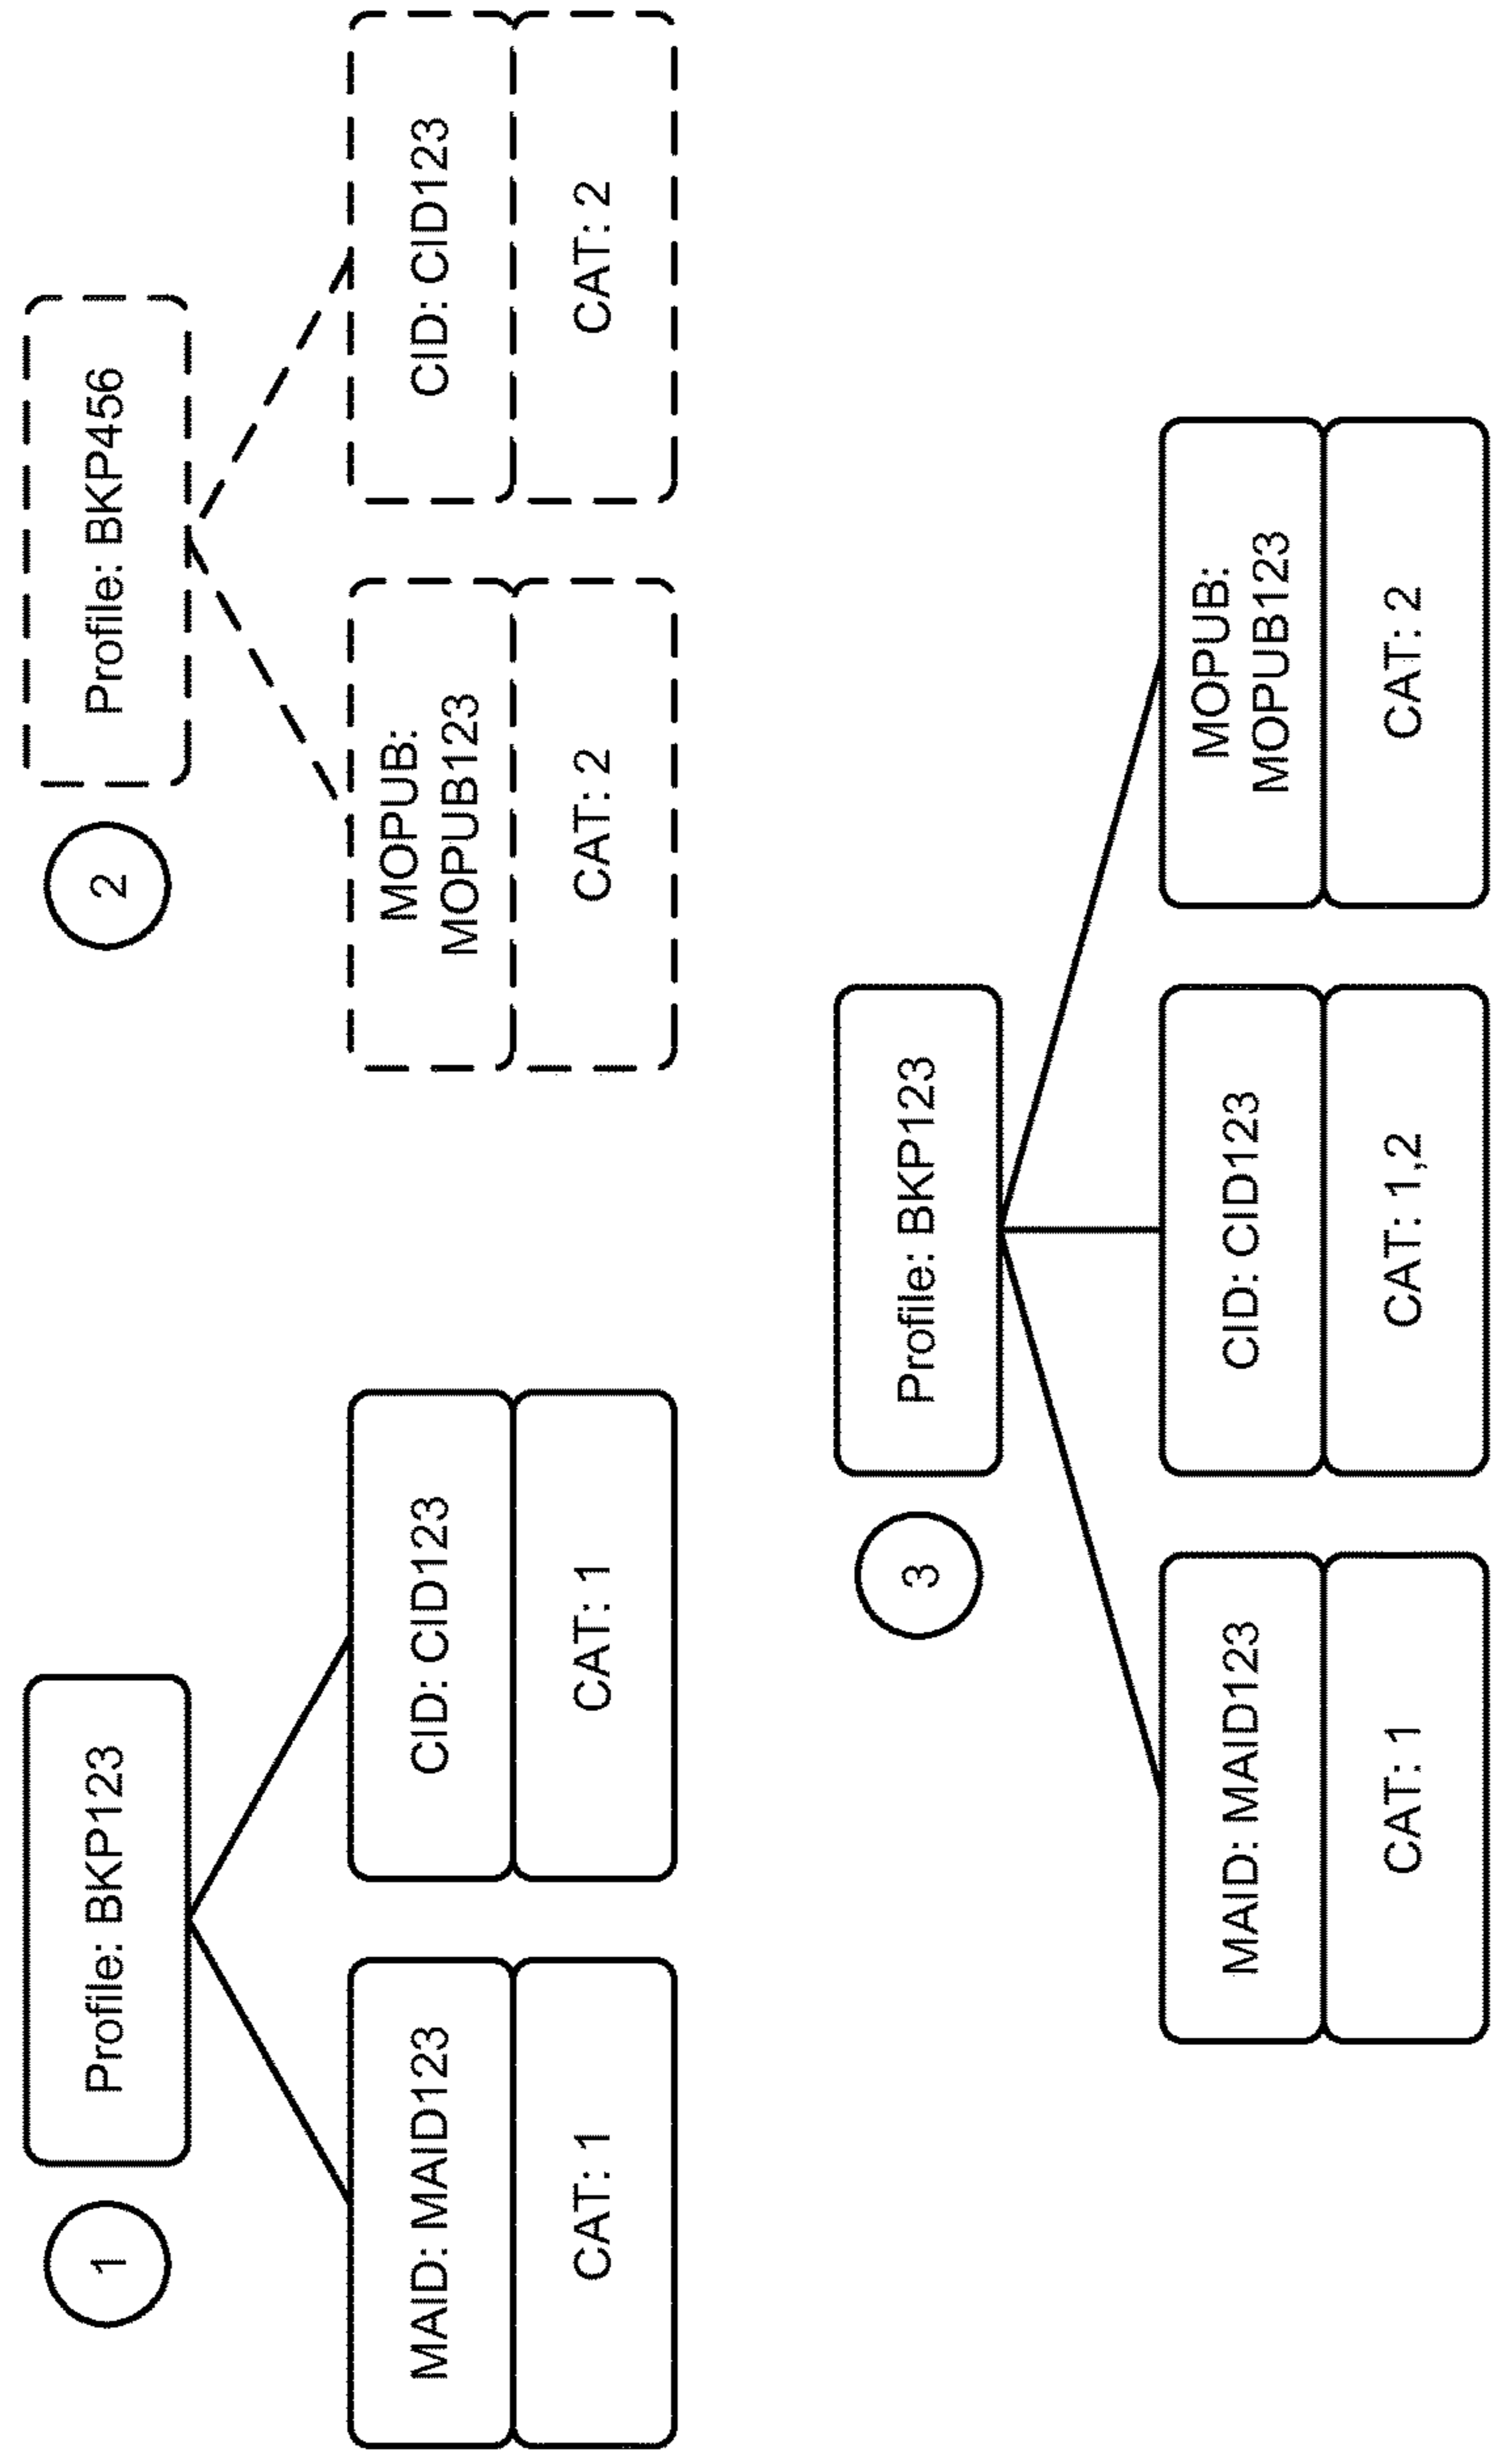 1
Profile: BKP123
MAID: MAID123
CAT: 1
CID: CID123
CAT: 1
2
Profile: BKP456
MOPUB:
MOPUB123
CAT: 2
CID: CID123
CAT: 2
3
Profile: BKP123
MAID: MAID123
CAT: 1
CID: CID123
CAT: 1,2
MOPUB:
MOPUB123
CAT: 2